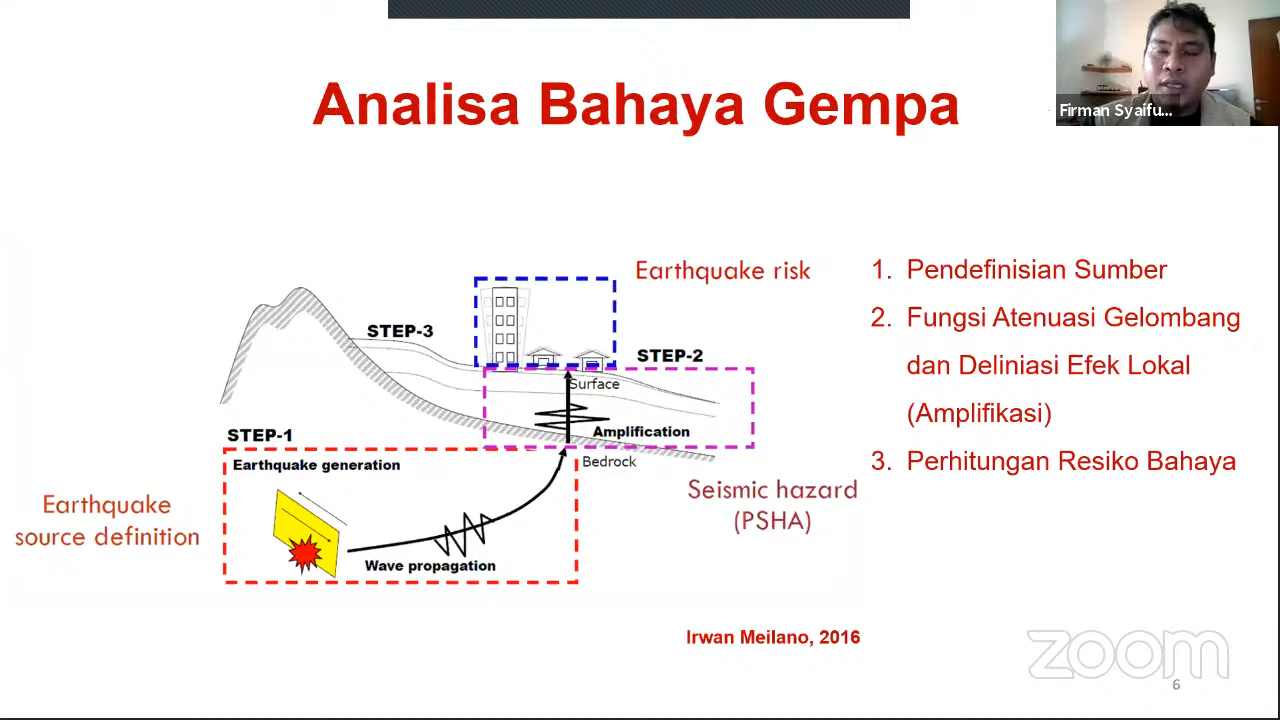 Analisa Bahaya Gempa
Firman Syaifu...
Earthquake risk
STEP-3
STEP-2
Surface
Amplification
STEP-1
Bedrock
Earthquake generation
Earthquake
source definition
Wave propagation
Seismic hazard
(PSHA)
1. Pendefinisian Sumber
2. Fungsi Atenuasi Gelombang
dan Deliniasi Efek Lokal
(Amplifikasi)
3. Perhitungan Resiko Bahaya
Irwan Meilano, 2016
zoom
6